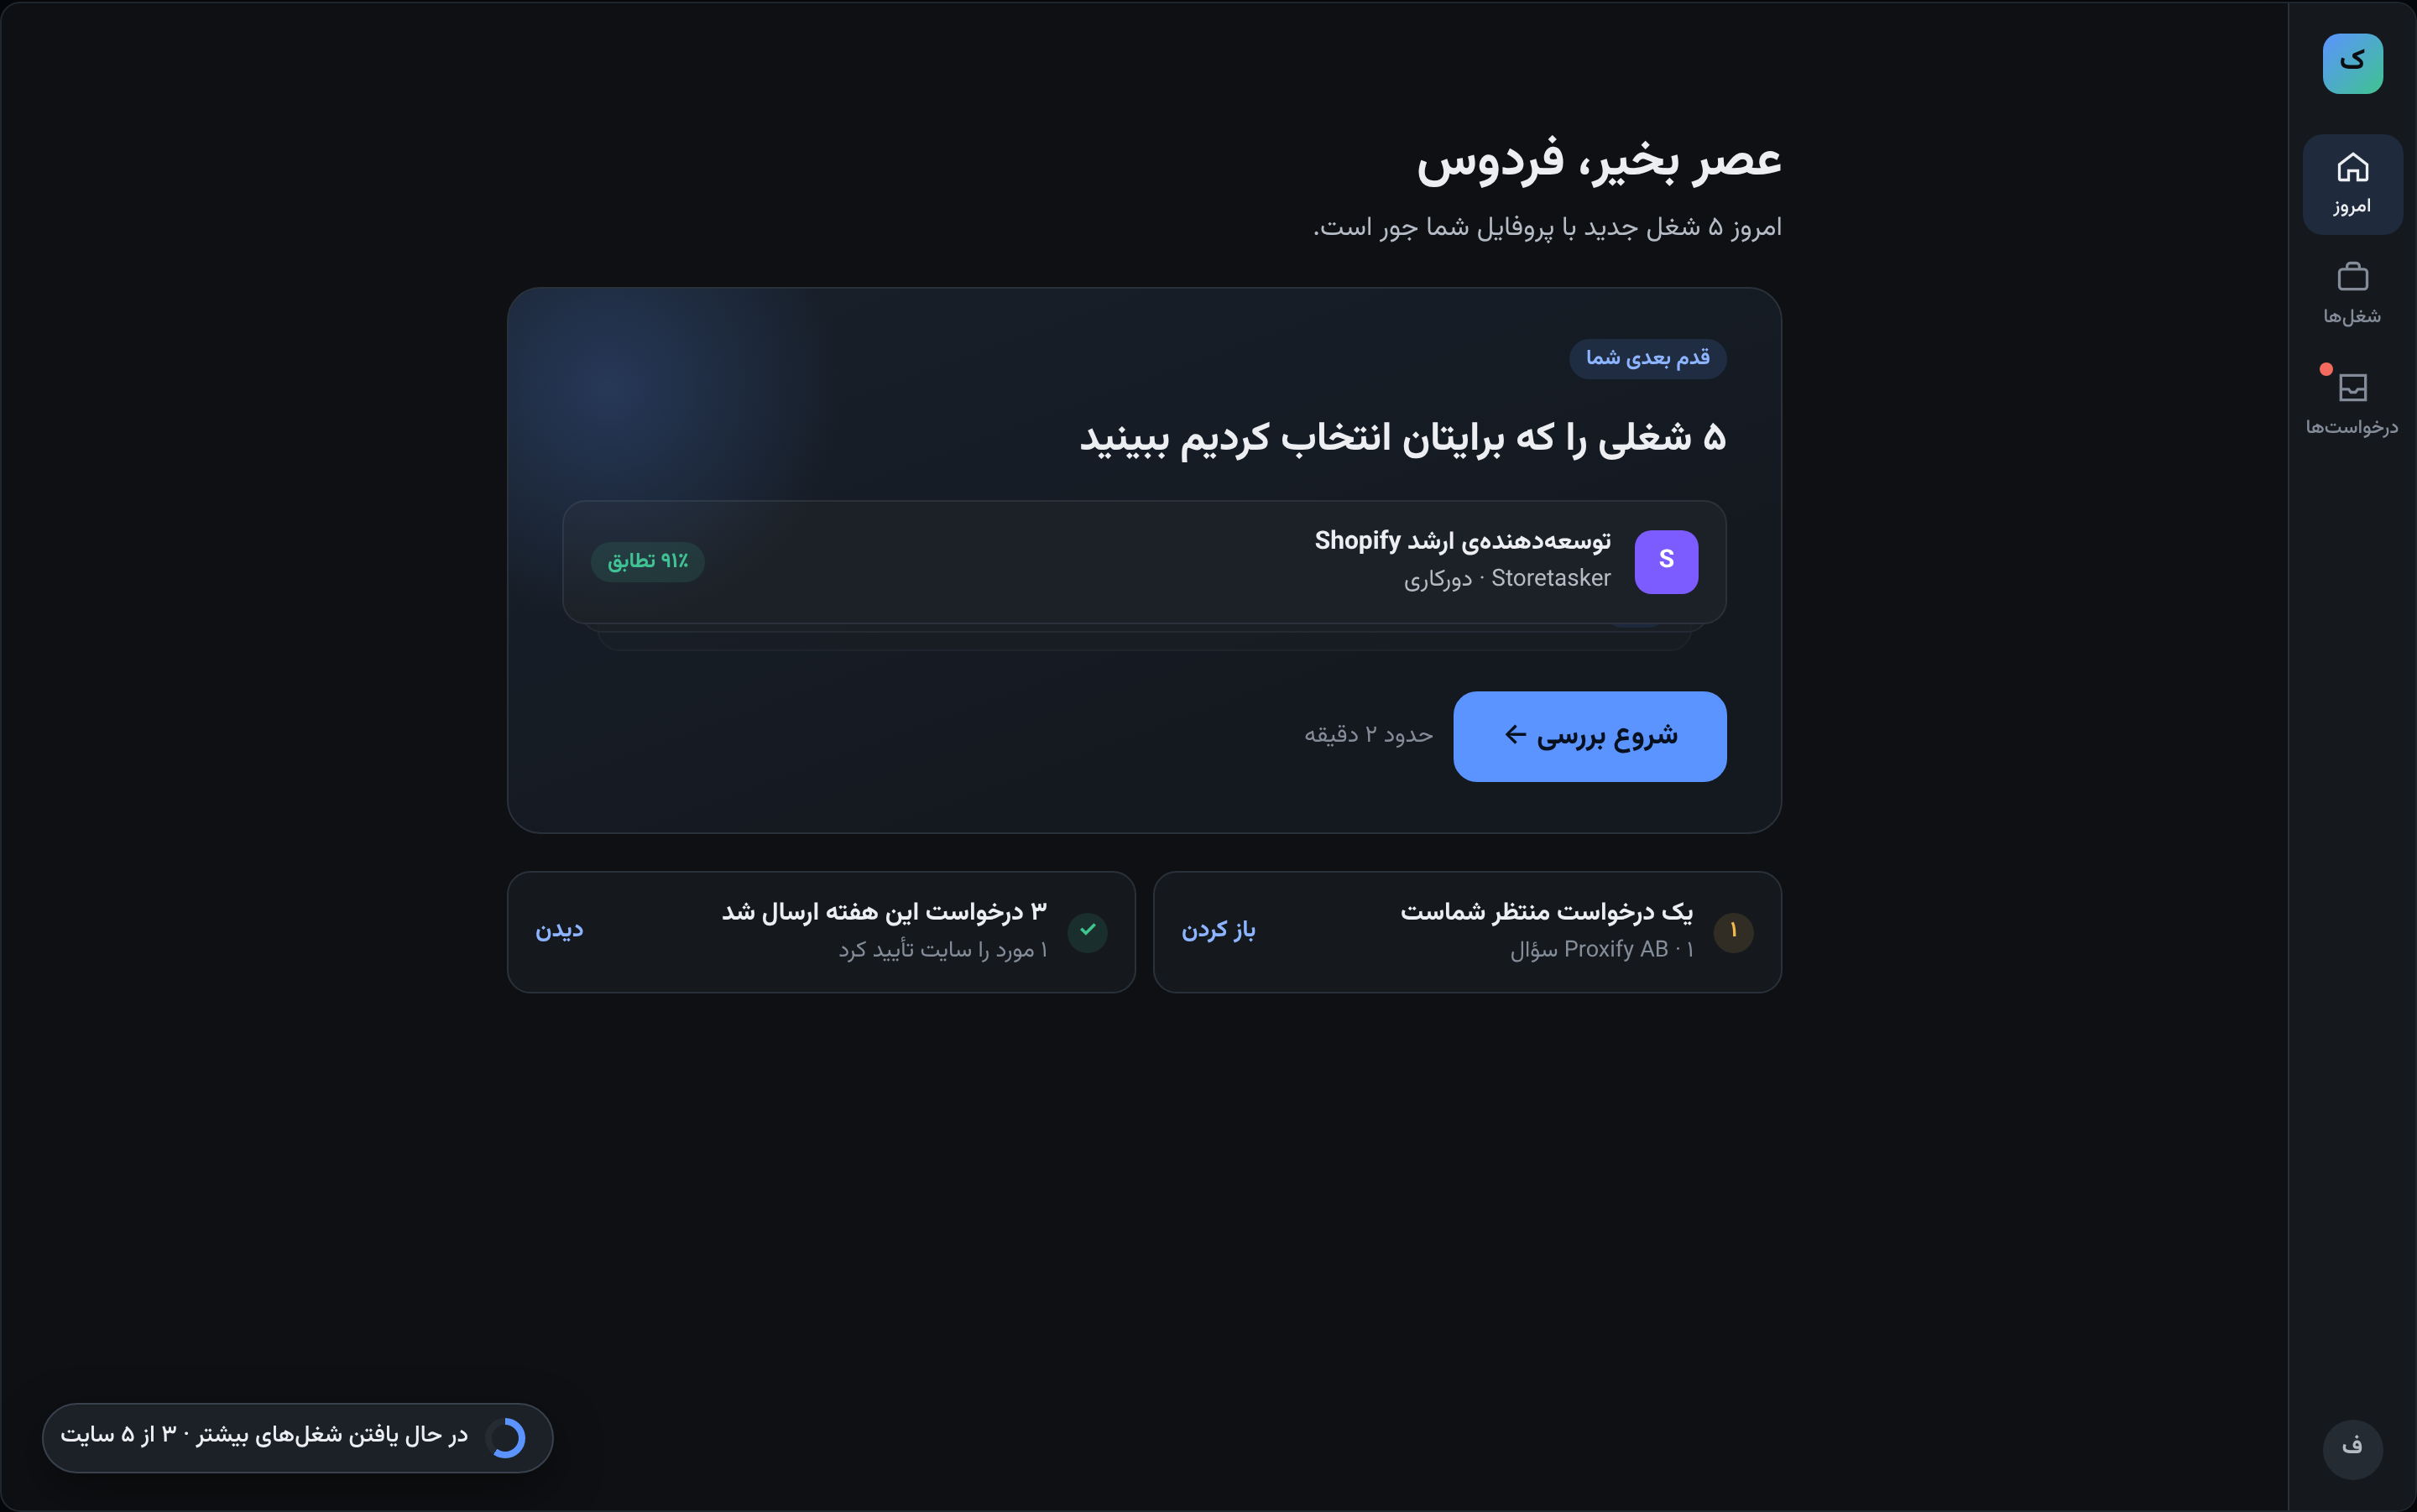 ک
امروز
شغل‌ها
درخواست‌ها
ف
عصر بخیر، فردوس
امروز ۵ شغل جدید با پروفایل شما جور است.
قدم بعدی شما
۵ شغلی را که برایتان انتخاب کردیم ببینید
S
توسعه‌دهنده‌ی ارشد Shopify
Storetasker · دورکاری
۹۱٪ تطابق
شروع بررسی ←
حدود ۲ دقیقه
۱
یک درخواست منتظر شماست
۱ · Proxify AB سؤال
باز کردن
۳ درخواست این هفته ارسال شد
۱ مورد را سایت تأیید کرد
دیدن
در حال یافتن شغل‌های بیشتر · ۳ از ۵ سایت